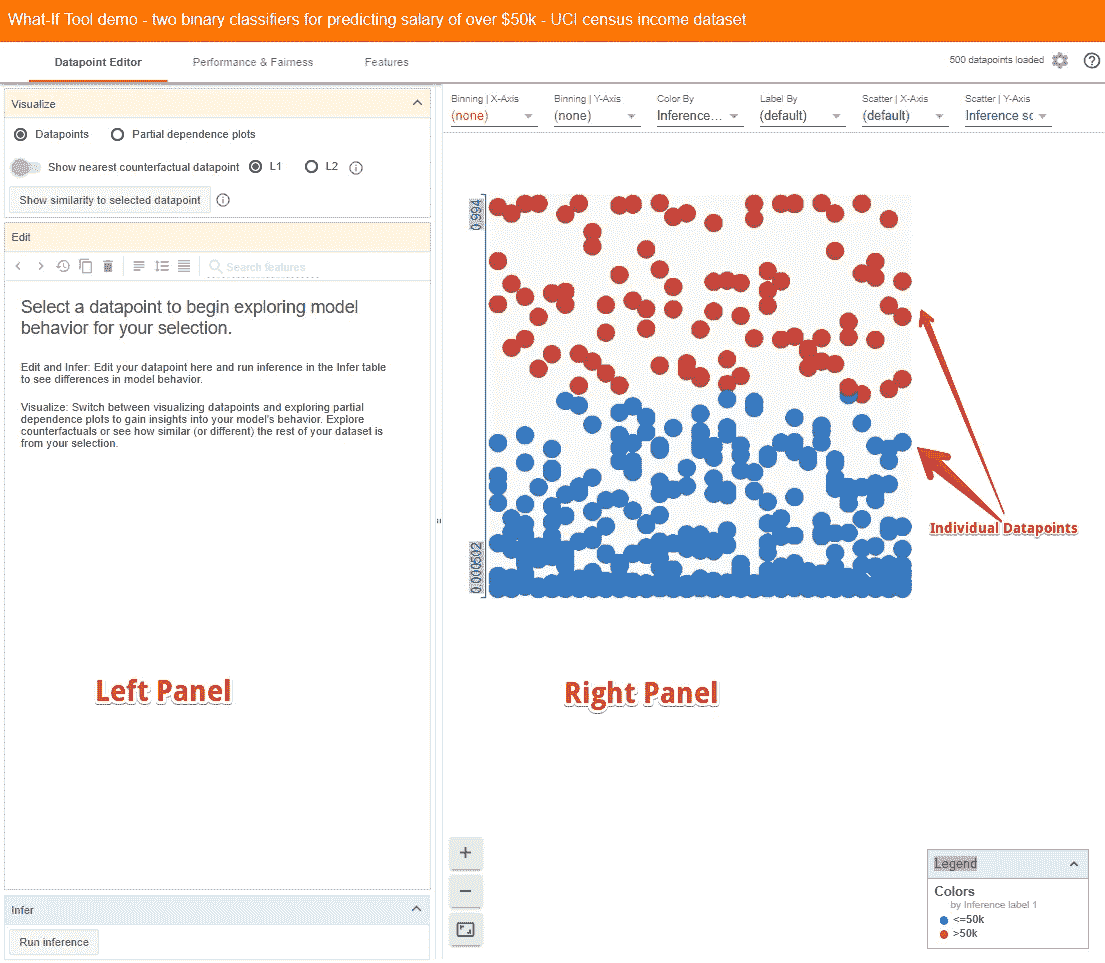 What-If Tool demo - two binary classifiers for predicting salary of over $50k - UCI census income dataset
Datapoint Editor
Performance & Fairness
Features
500 datapoints loaded
Visualize
Datapoints
Partial dependence plots
Show nearest counterfactual datapoint
L1
L2
Show similarity to selected datapoint
Edit
Search features
Select a datapoint to begin exploring model
behavior for your selection.
Edit and Infer: Edit your datapoint here and run inference in the Infer table
to see differences in model behavior.
Visualize: Switch between visualizing datapoints and exploring partial
dependence plots to gain insights into your model's behavior. Explore
counterfactuals or see how similar (or different) the rest of your dataset is
from your selection.
Left Panel
Infer
Run inference
Binning | X-Axis
(none)
Binning | Y-Axis
(none)
Color By
Inference...
Label By
(default)
Scatter | X-Axis
(default)
Scatter | Y-Axis
Inference sc
0.994
0.000502
Individual Datapoints
Right Panel
Legend
Colors
by Inference label 1
<=50k
>50k